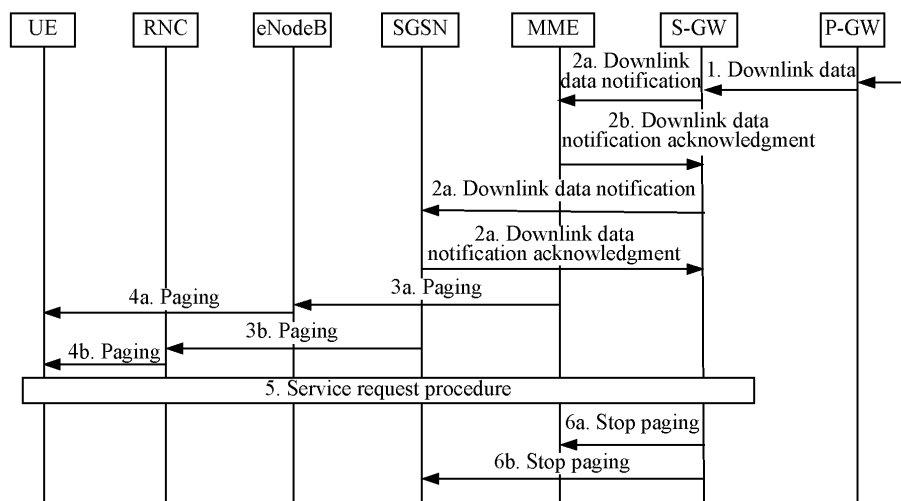 UE RNC eNodeB SGSN MME S-GW P-GW
2a. Downlink
data notification
1. Downlink data
2b. Downlink data
notification acknowledgment
2a. Downlink data notification
2a. Downlink data
notification acknowledgment
3a. Paging
4a. Paging
3b. Paging
4b. Paging
5. Service request procedure
6a. Stop paging
6b. Stop paging